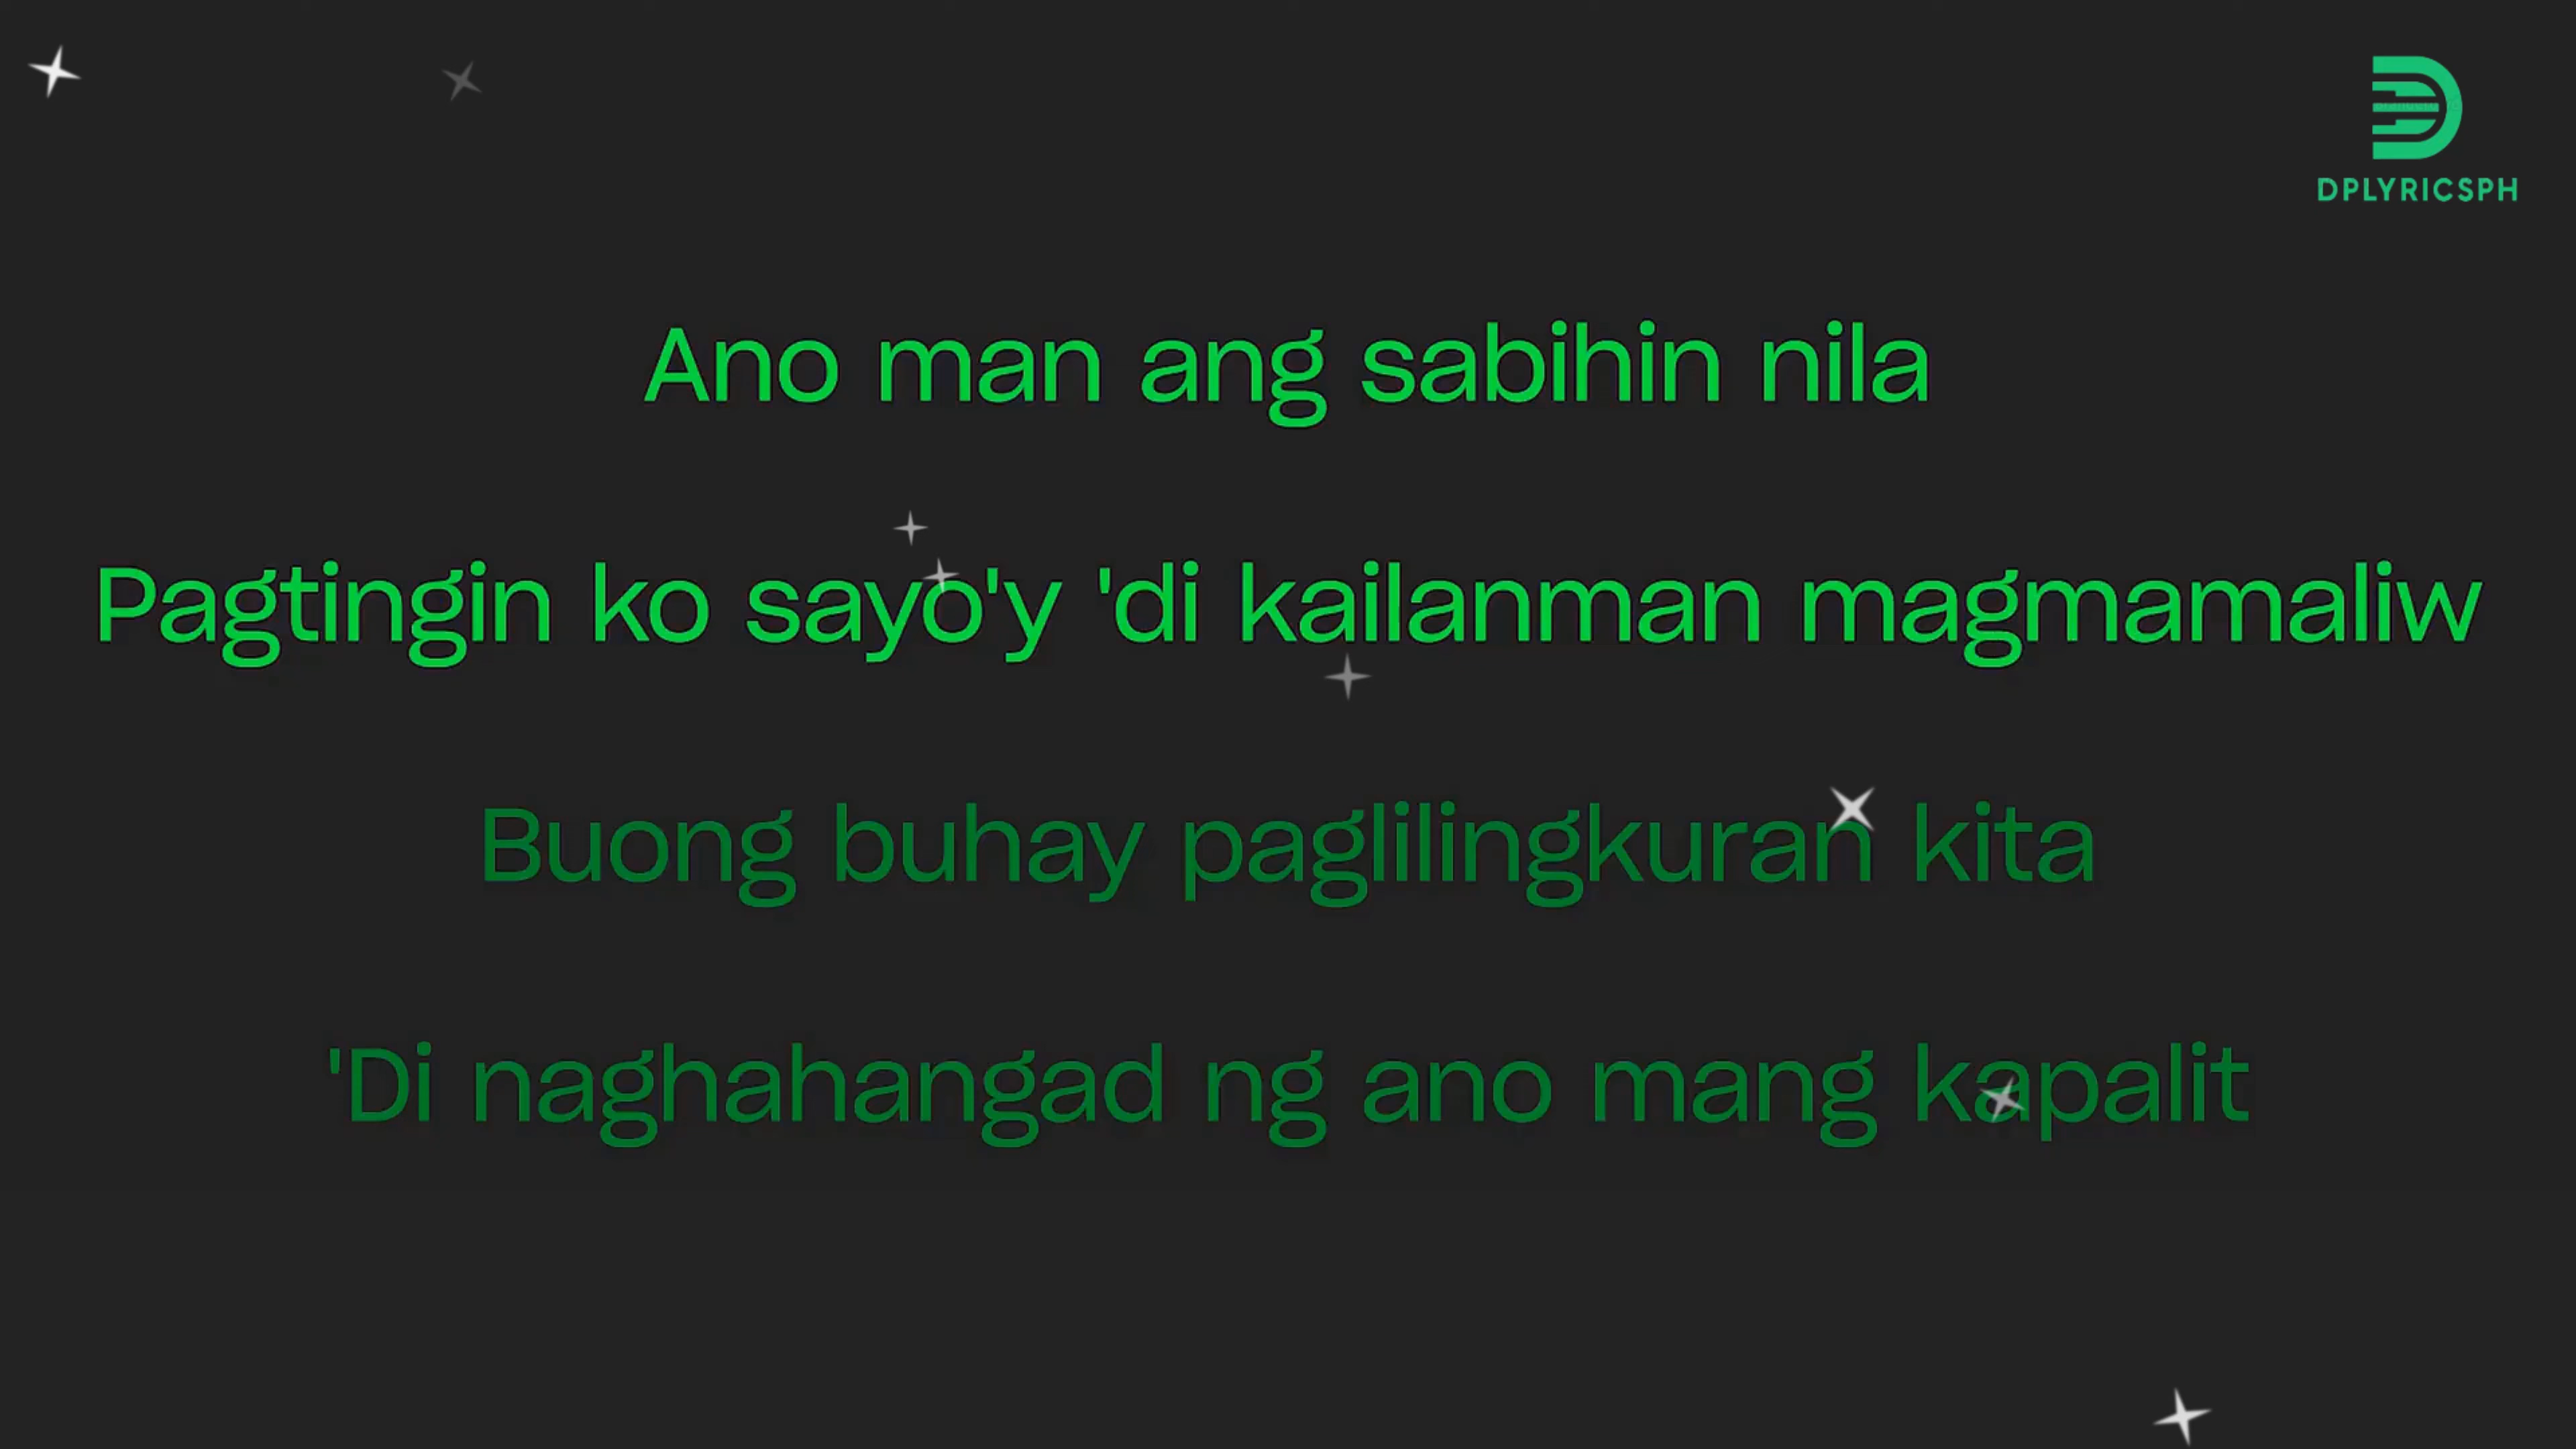 DPLYRICSPH
Ano man ang sabihin nila
Pagtingin ko sayo'y 'di kailanman magmamaliw
Buong buhay paglilingkuran kita
'Di naghahangad ng ano mang kapalit